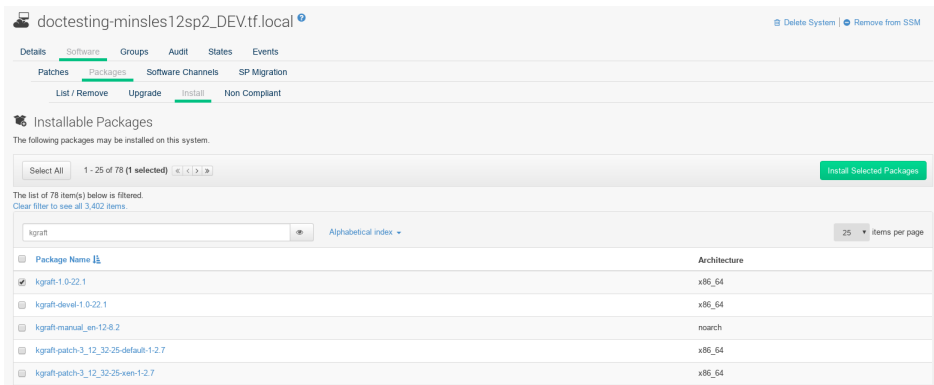 doctesting-minsles12sp2_DEV.tf.local ?
Delete System | Remove from SSM
Details Software Groups Audit States Events
Patches Packages Software Channels SP Migration
List / Remove Upgrade Install Non Compliant
Installable Packages
The following packages may be installed on this system.
Select All 1 - 25 of 78 (1 selected) « < > » Install Selected Packages
The list of 78 item(s) below is filtered.
Clear filter to see all 3,402 items.
kgraft Alphabetical index 25 items per page
Package Name Architecture
kgraft-1.0-22.1 x86_64
kgraft-devel-1.0-22.1 x86_64
kgraft-manual_en-12-8.2 noarch
kgraft-patch-3_12_32-25-default-1-2.7 x86_64
kgraft-patch-3_12_32-25-xen-1-2.7 x86_64